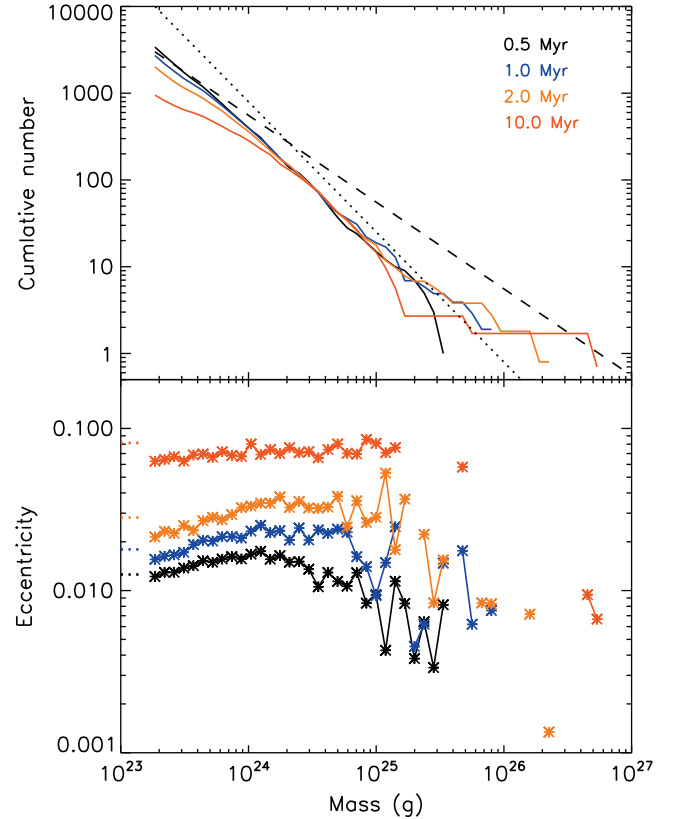 10000
1000
100
10
1
Cumlative number
0.5 Myr
1.0 Myr
2.0 Myr
10.0 Myr
0.100
0.010
0.001
Eccentricity
10²³
10²⁴
10²⁵
10²⁶
10²⁷
Mass (g)